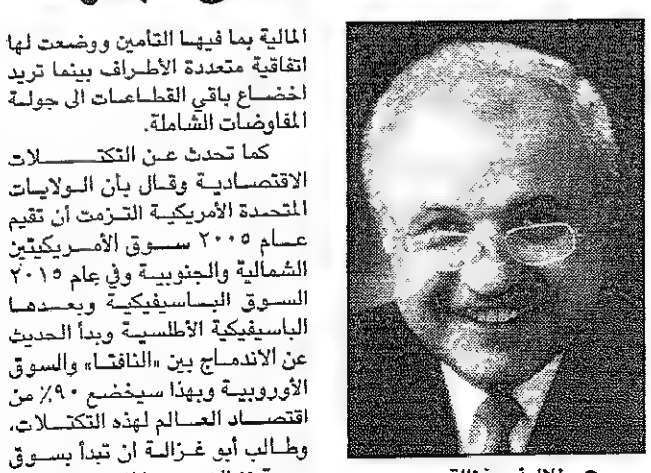 المالية بما فيها التأمين ووضعت لها
اتفاقية متعددة الأطراف بينما تريد
اخضاع باقي القطاعات الى جولة
المفاوضات الشاملة.
كما تحدث عن التكتلات
الاقتصادية وقال بأن الولايات
المتحدة الأمريكية التزمت أن تقيم
عام ٢٠٠٥ سوق الأمريكيتين
الشمالية والجنوبية وفي عام ٢٠١٥
السوق الباسيفيكية وبعدها
الباسيفيكية الأطلسية وبدأ الحديث
عن الاندماج بين «النافتا» والسوق
الأوروبية وبهذا سيخضع ٩٠٪ من
اقتصاد العالم لهذه التكتلات،
وطالب أبو غزالة ان تبدأ بسوق